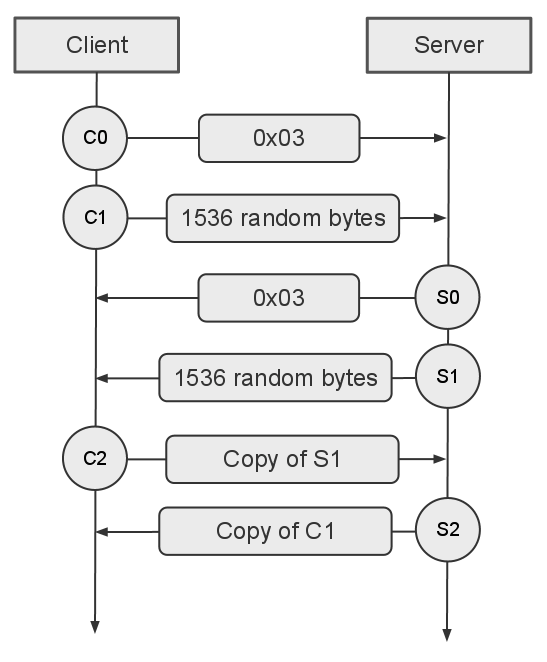 Client
Server
C0
0x03
C1
1536 random bytes
0x03
S0
1536 random bytes
S1
C2
Copy of S1
Copy of C1
S2